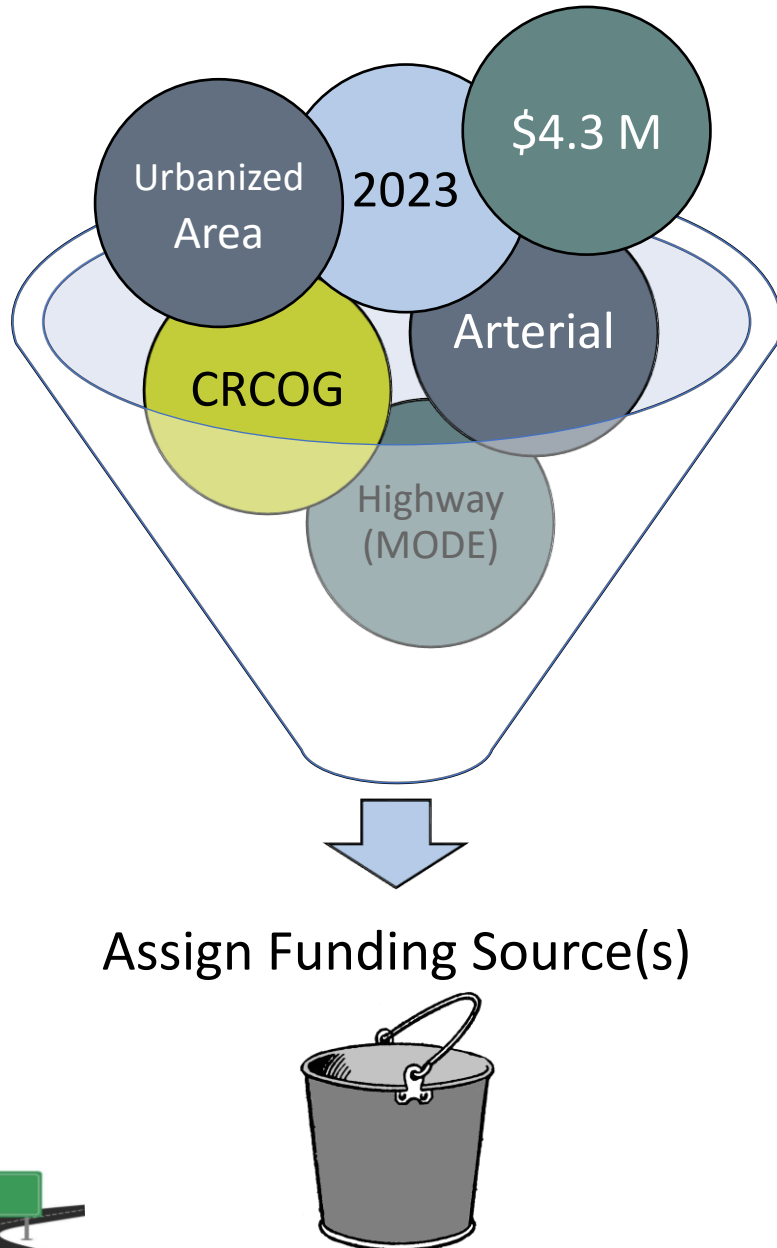 $4.3 M
Urbanized
Area
2023
Arterial
CRCOG
Highway
(MODE)
Assign Funding Source(s)